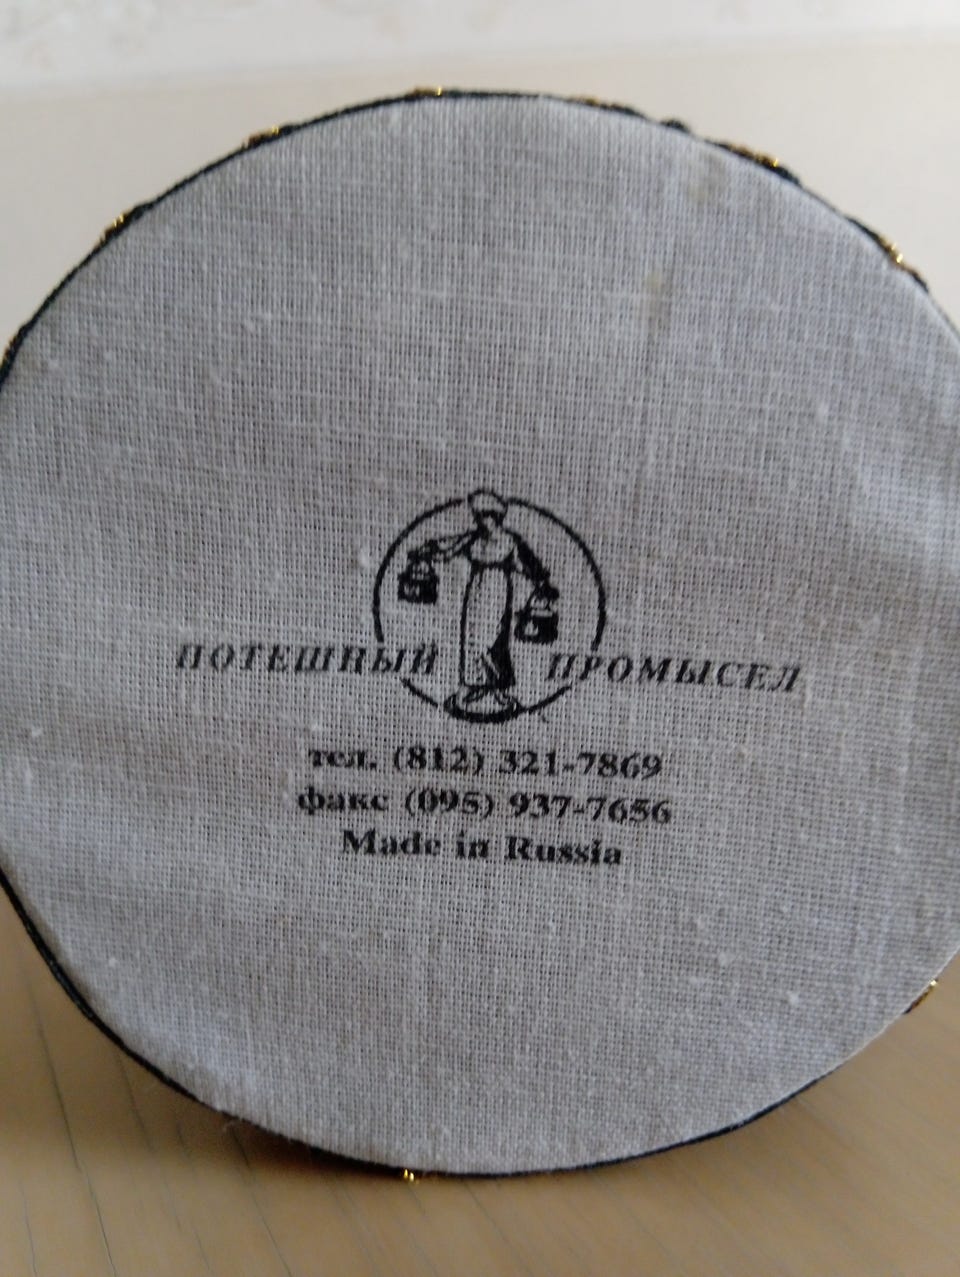 ПОТЕШНЫЙ ПРОМЫСЕЛ
тел. (812) 321-7869
факс (095) 937-7656
Made in Russia